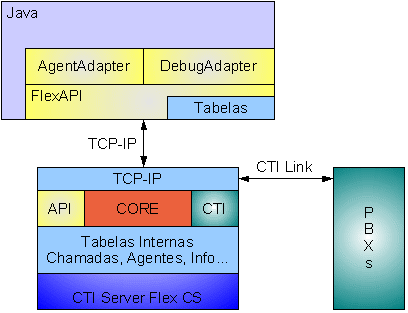 Java
AgentAdapter
DebugAdapter
FlexAPI
Tabelas
TCP-IP
TCP-IP
CTI Link
API
CORE
CTI
Tabelas Internas
Chamadas, Agentes, Info...
CTI Server Flex CS
P
B
X
s